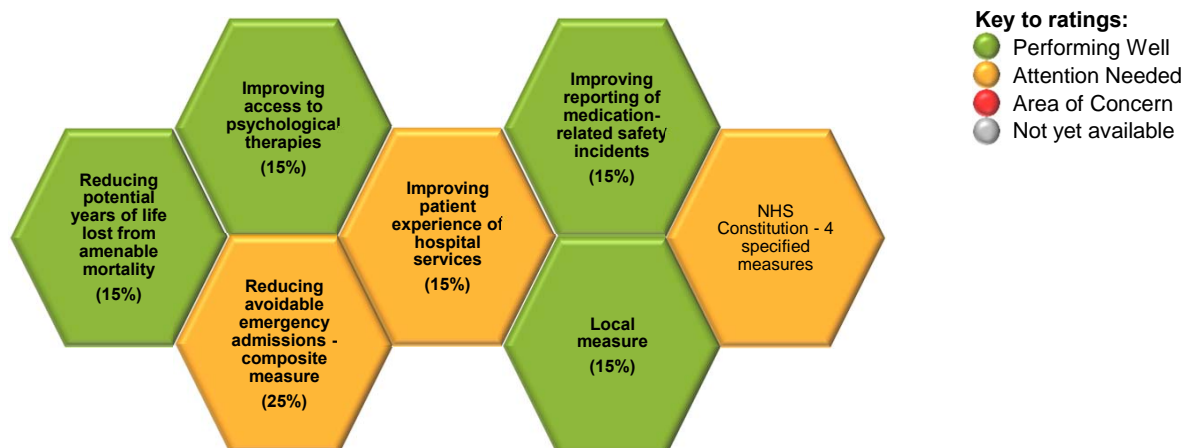 Key to ratings:
Performing Well
Attention Needed
Area of Concern
Not yet available
Reducing
potential
years of life
lost from
amenable
mortality
(15%)
Improving
access to
psychological
therapies
(15%)
Reducing
avoidable
emergency
admissions -
composite
measure
(25%)
Improving
patient
experience of
hospital
services
(15%)
Improving
reporting of
medication-
related safety
incidents
(15%)
Local
measure
(15%)
NHS
Constitution - 4
specified
measures